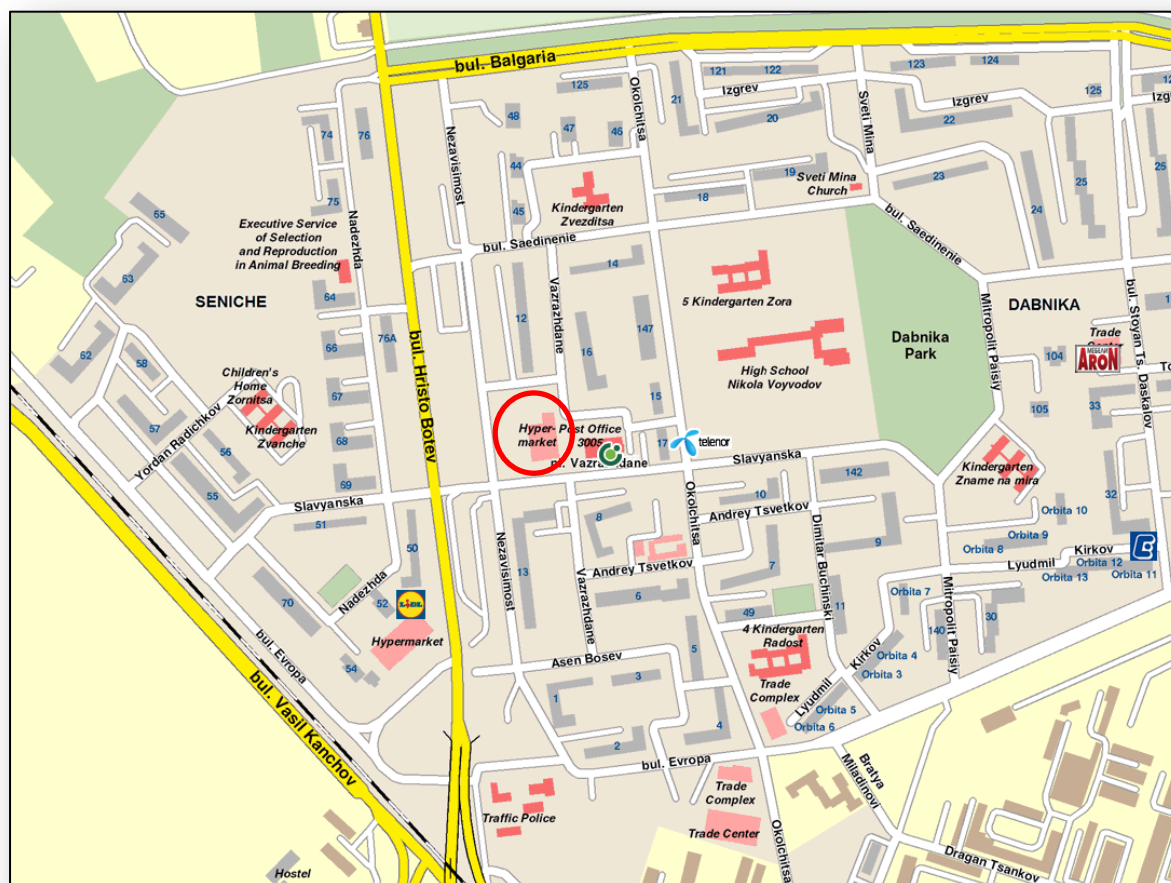 bul. Balgaria
121
122
123
124
125
Izgrev
Izgrev
125
Okolchitsa
21
20
Sveti Mina
22
48
47
46
74
76
Nezavisimost
44
45
75
Nadezhda
Kindergarten
Zvezditsa
18
19
Sveti Mina
Church
23
24
25
25
55
Executive Service
of Selection
and Reproduction
in Animal Breeding
bul. Saedinenie
bul. Saedinenie
63
64
SENICHE
14
Vazrazhdane
12
147
16
5 Kindergarten Zora
High School
Nikola Voyvodov
Dabnika
Park
Mitropolit Paisiy
DABNIKA
bul. Stoyan Ts. Daskalov
Trade
МЕБЕЛИ
ARON
104
105
33
62
58
66
76A
bul. Hristo Botev
Children's
Home
Zornitsa
67
15
Kindergarten
Zvanche
57
56
68
Yordan Radichkov
Hyper-
market
Post Office
3005
17
telenor
pl. Vazrazhdane
Slavyanska
142
Kindergarten
Zname na mira
55
69
Slavyanska
51
50
Okolchitsa
10
Andrey Tsvetkov
32
Orbita 10
Orbita 9
Orbita 8
Nezavisimost
13
8
Vazrazhdane
Andrey Tsvetkov
7
Dimitar Buchinski
9
Lyudmil
Kirkov
Orbita 12
Orbita 13
Orbita 11
70
Nadezhda
52
LiDL
Hypermarket
54
6
49
11
Orbita 7
140
30
Mitropolit Paisiy
4 Kindergarten
Radost
Kirkov
Orbita 4
Orbita 3
bul. Evropa
Asen Bosev
5
3
1
4
2
Trade
Complex
Lyudmil
Orbita 5
Orbita 6
bul. Vasil Kanchov
bul. Evropa
Bratya
Miladinovi
Traffic Police
Trade
Complex
Trade Center
Okolchitsa
Dragan Tsankov
Hostel